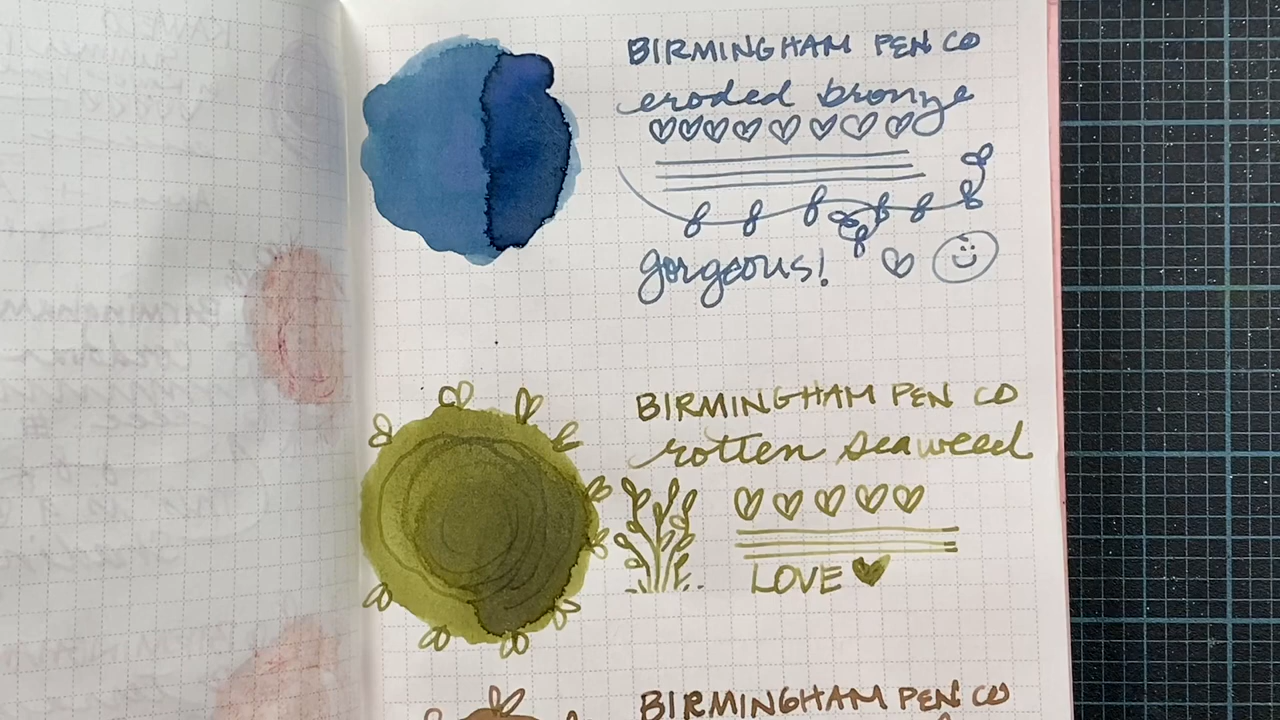 BIRMINGHAM PEN CO
eroded bronze
gorgeous!
BIRMINGHAM PEN CO
rotten seaweed
LOVE
BIRMINGHAM PEN CO